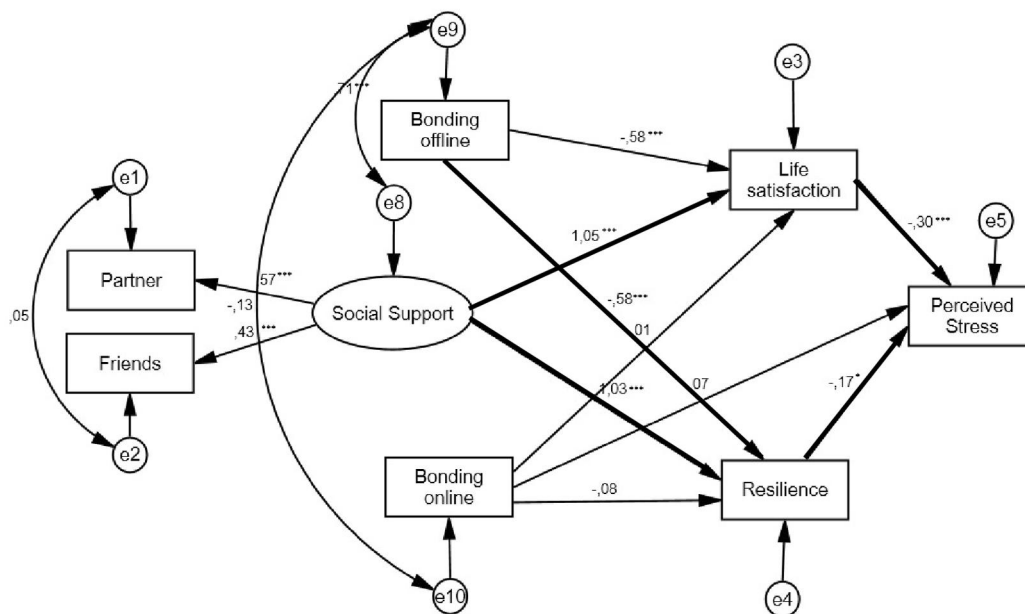 e9
e3
,71***
Bonding
offline
-,58***
Life
satisfaction
e1
e8
-,30***
e5
1,05***
Partner
57***
Social Support
-,58***
Perceived
Stress
,05
-,13
,43***
01
Friends
1,03***
07
-,17*
e2
Bonding
online
-,08
Resilience
e10
e4